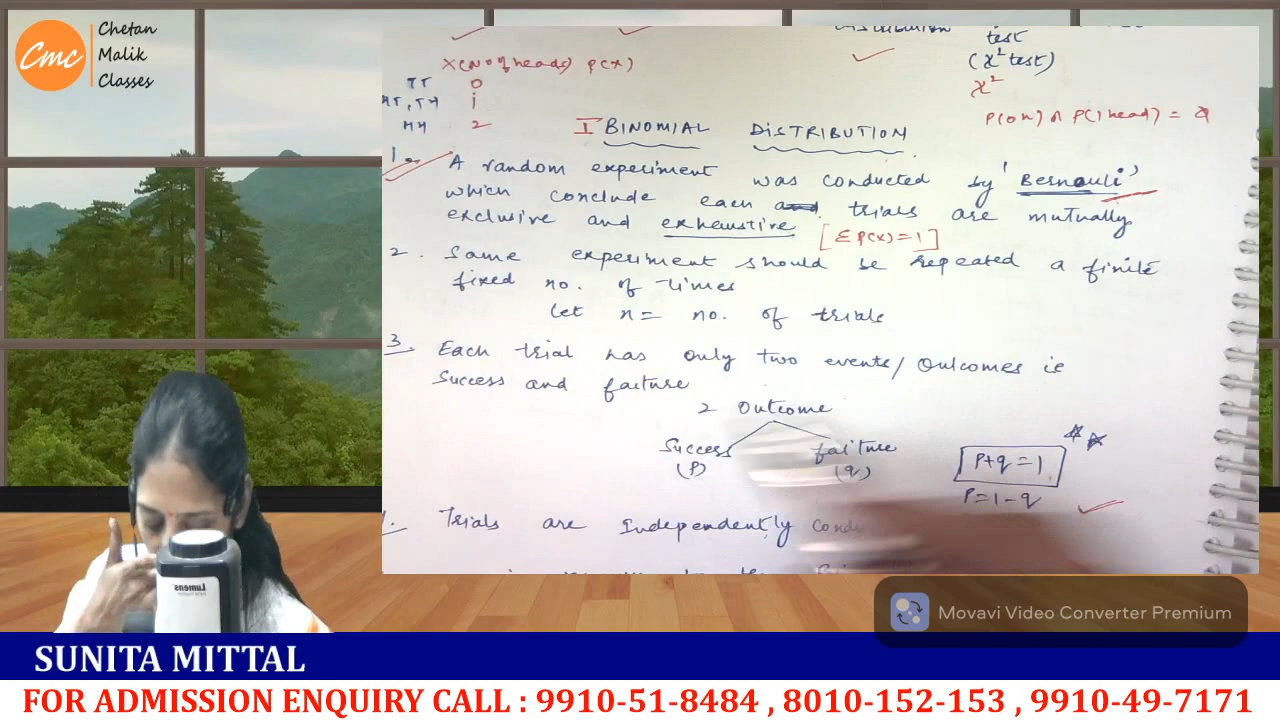 Cmc
Chetan
Malik
Classes
Distribution
test
(χ² test)
χ²
X(No of heads) P(x)
TT 0
HT, TH 1
HH 2
P(0H) ∩ P(1 head) =
I BINOMIAL DISTRIBUTION
1. A random experiment was conducted by 'Bernouli'
which conclude each trials are mutually
exclusive and exhaustive [Σ P(x) = 1]
2. Same experiment should be repeated a finite
fixed no. of times
Let n = no. of trials
3. Each trial has only two events/outcomes ie
Success and failure
2 Outcome
Success failure
(p) (q)
P+q = 1
P = 1 - q
Trials are Independently
Lumens
Movavi Video Converter Premium
SUNITA MITTAL
FOR ADMISSION ENQUIRY CALL : 9910-51-8484 , 8010-152-153 , 9910-49-7171